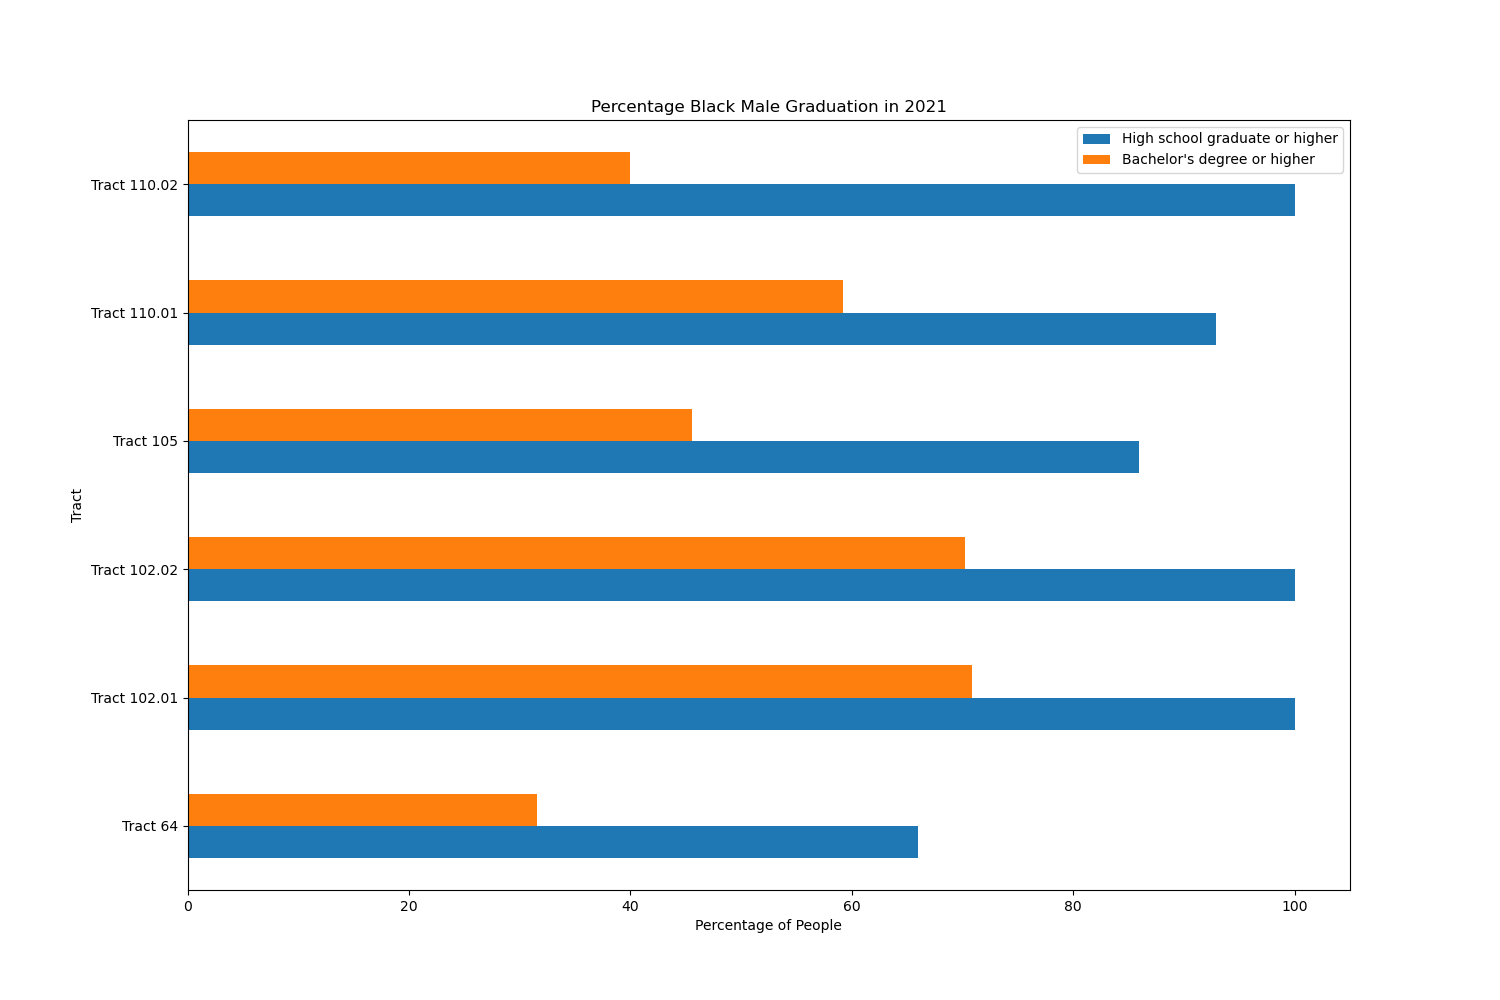 Percentage Black Male Graduation in 2021
High school graduate or higher
Bachelor's degree or higher
Tract 110.02
Tract 110.01
Tract 105
Tract 102.02
Tract 102.01
Tract 64
Tract
0 20 40 60 80 100
Percentage of People